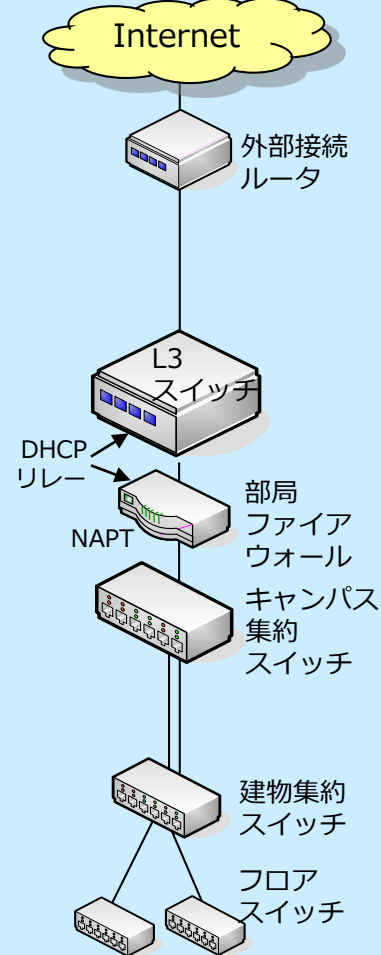 Internet
外部接続
ルータ
L3
スイッチ
DHCP
リレー
NAPT
部局
ファイア
ウォール
キャンパス
集約
スイッチ
建物集約
スイッチ
フロア
スイッチ